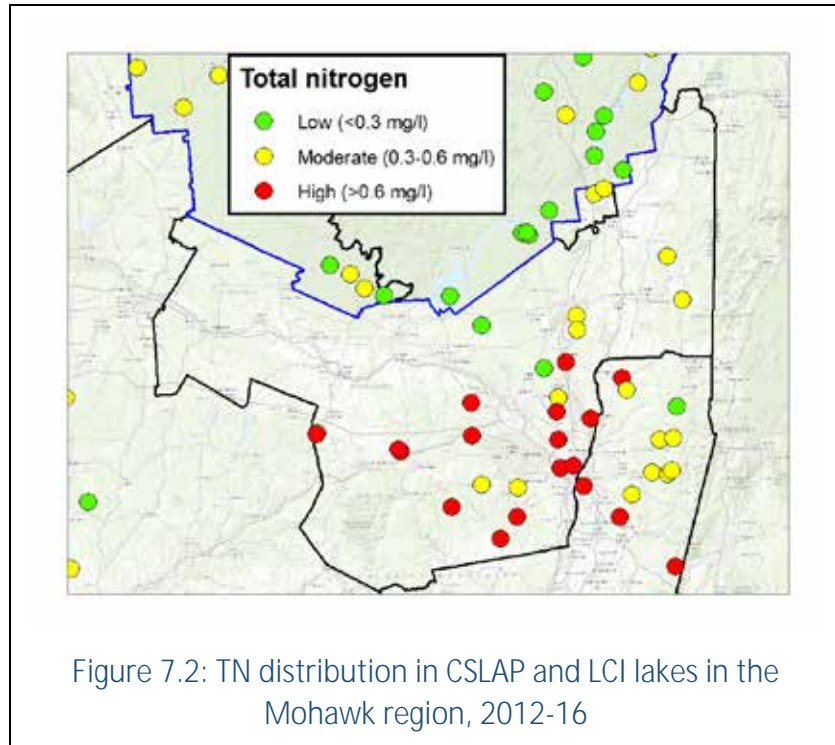 Total nitrogen
Low (<0.3 mg/l)
Moderate (0.3-0.6 mg/l)
High (>0.6 mg/l)
Figure 7.2: TN distribution in CSLAP and LCI lakes in the
Mohawk region, 2012-16